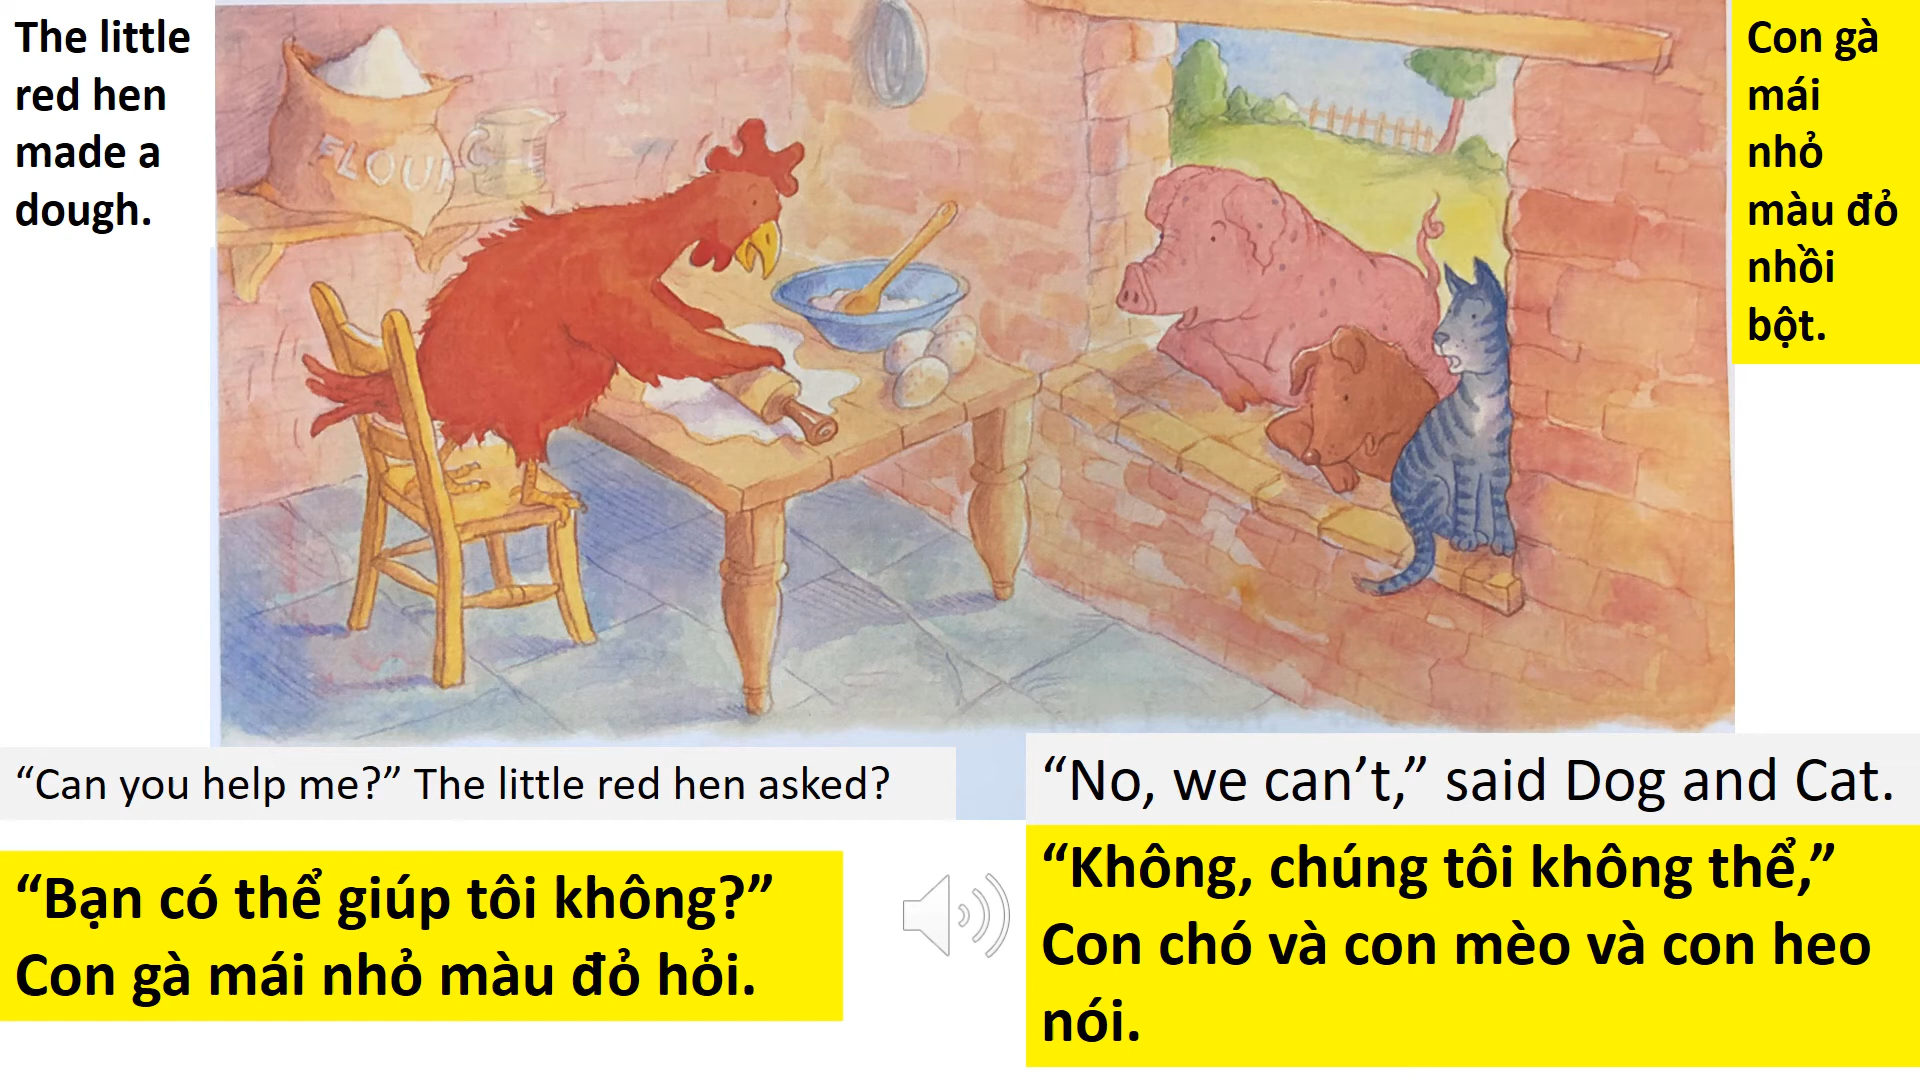 The little
red hen
made a
dough.
Con gà
mái
nhỏ
màu đỏ
nhồi
bột.
FLOUR
“Can you help me?” The little red hen asked?
“No, we can’t,” said Dog and Cat.
“Bạn có thể giúp tôi không?”
Con gà mái nhỏ màu đỏ hỏi.
“Không, chúng tôi không thể,”
Con chó và con mèo và con heo
nói.